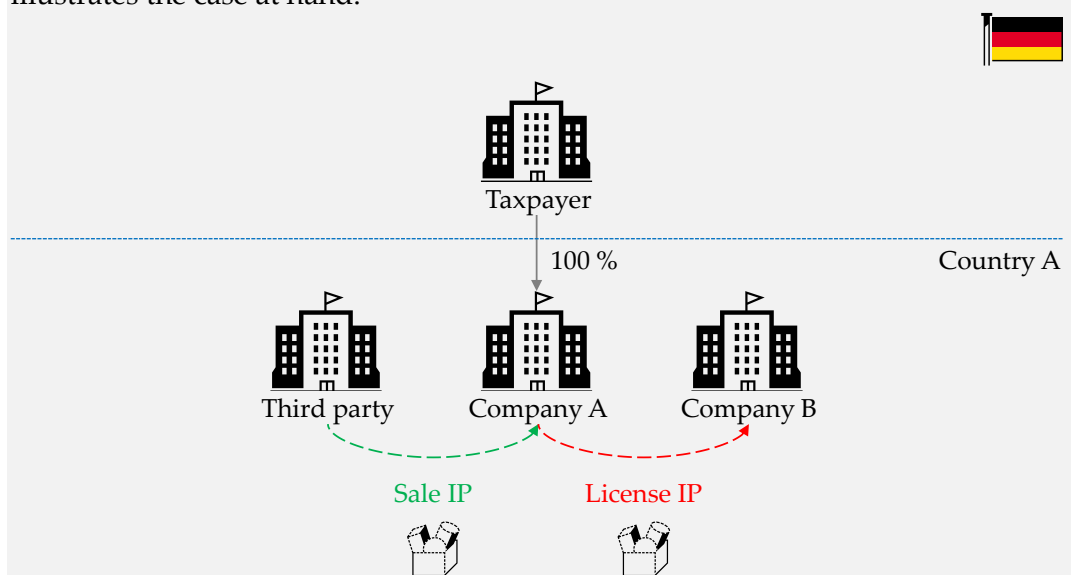 illustrates the case at hand.
Taxpayer
100 %
Country A
Third party
Company A
Company B
Sale IP
License IP